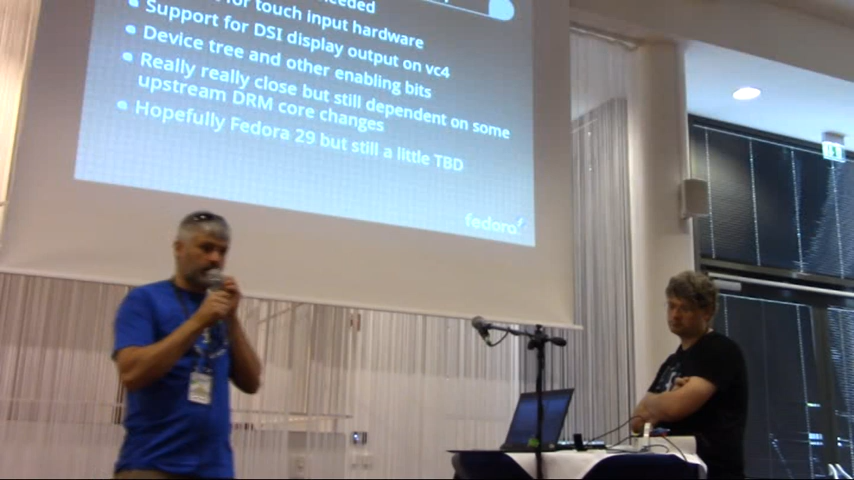 for touch input hardware
Support for DSI display output on vc4
Device tree and other enabling bits
Really really close but still dependent on some
upstream DRM core changes
Hopefully Fedora 29 but still a little TBD
fedora